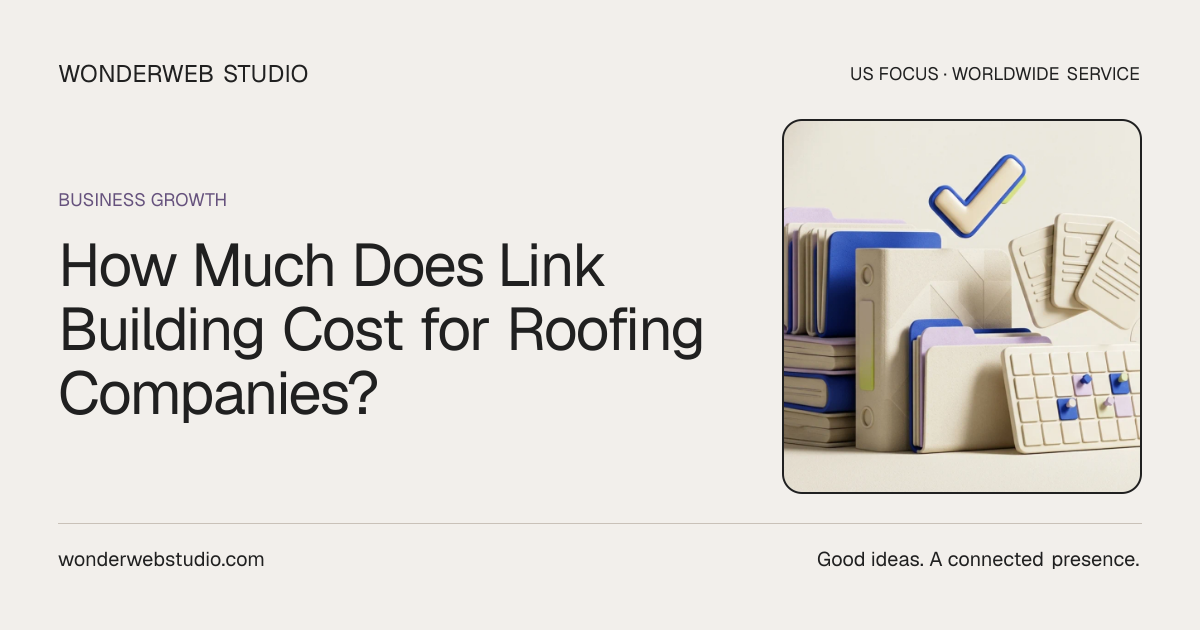 WONDERWEB STUDIO
US FOCUS · WORLDWIDE SERVICE
BUSINESS GROWTH
How Much Does Link
Building Cost for Roofing
Companies?
wonderwebstudio.com
Good ideas. A connected presence.